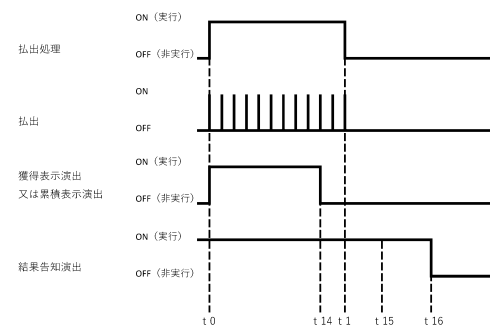 ON（実行）
払出処理
OFF（非実行）
ON
払出
OFF
ON（実行）
獲得表示演出
又は累積表示演出
OFF（非実行）
ON（実行）
結果告知演出
OFF（非実行）
t 0 t 14 t 1 t 15 t 16